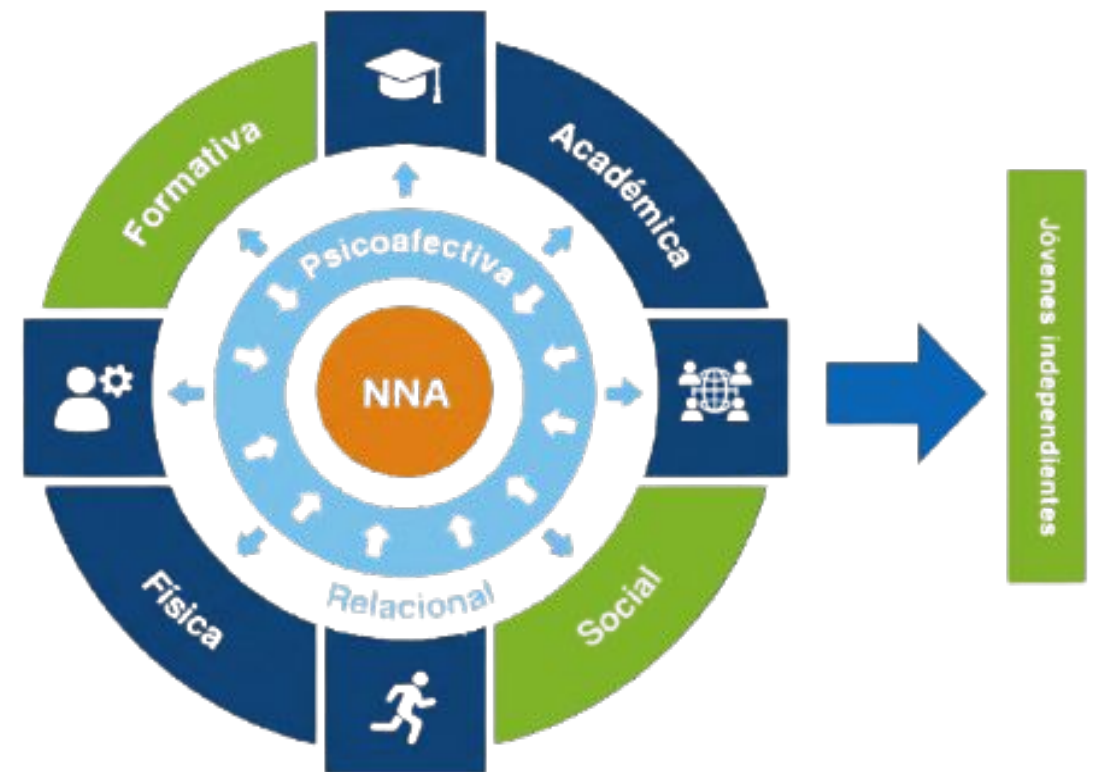 Formativa
Académica
Psicoafectiva
NNA
Relacional
Física
Social
Jóvenes independientes